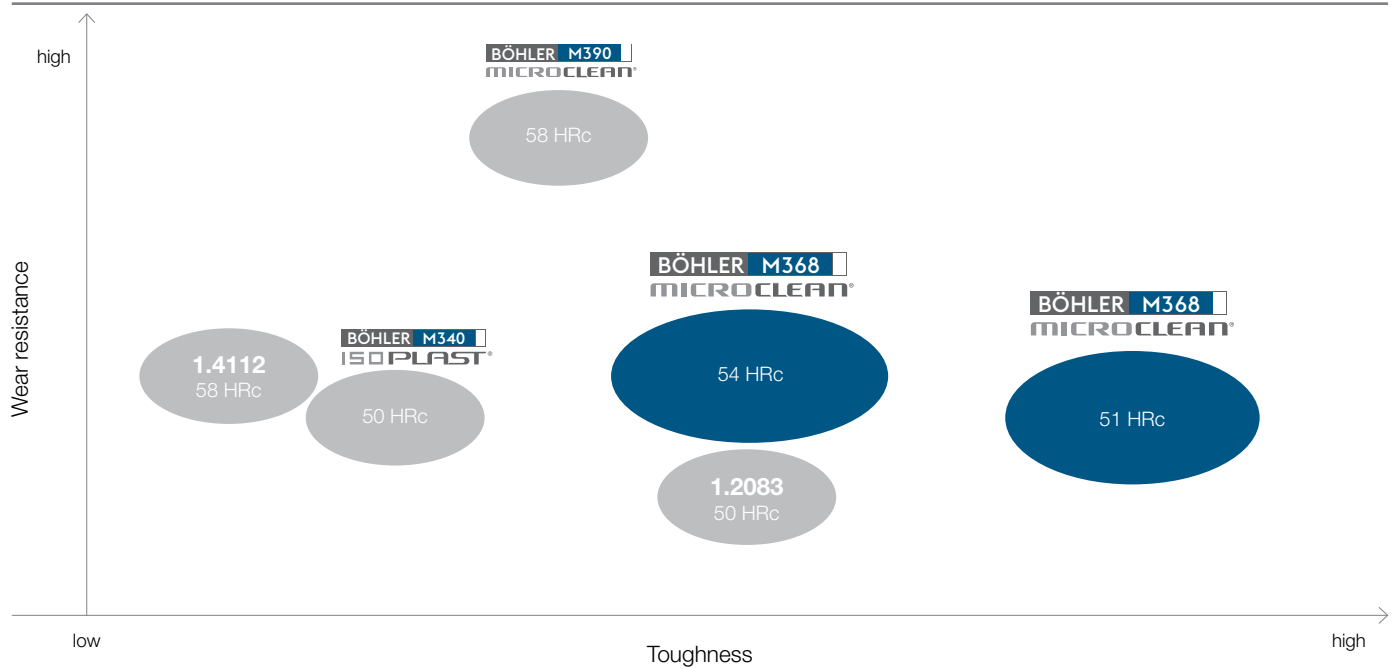 high
BÖHLER M390
MICROCLEAN®
58 HRc
Wear resistance
BÖHLER M368
MICROCLEAN®
54 HRc
BÖHLER M368
MICROCLEAN®
51 HRc
1.4112
58 HRc
BÖHLER M340
ISOPLAST®
50 HRc
1.2083
50 HRc
low
Toughness
high